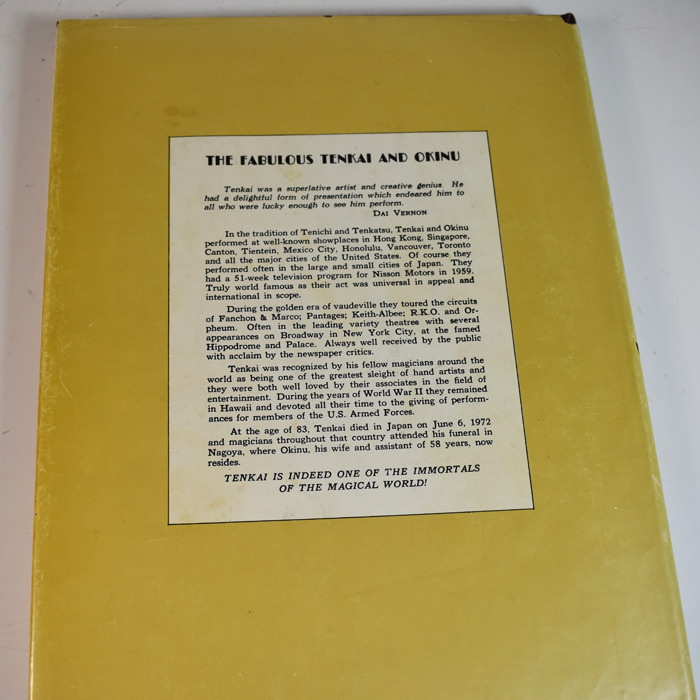 THE FABULOUS TENKAI AND OKINU
Tenkai was a superlative artist and creative genius. He
had a delightful form of presentation which endeared him to
all who were lucky enough to see him perform.
DAI VERNON
In the tradition of Tenichi and Tenkatsu, Tenkai and Okinu
performed at well-known showplaces in Hong Kong, Singapore,
Canton, Tientein, Mexico City, Honolulu, Vancouver, Toronto
and all the major cities of the United States. Of course they
performed often in the large and small cities of Japan. They
had a 51-week television program for Nisson Motors in 1959.
Truly world famous as their act was universal in appeal and
international in scope.
During the golden era of vaudeville they toured the circuits
of Fanchon & Marco; Pantages; Keith-Albee; R.K.O. and Or-
pheum. Often in the leading variety theatres with several
appearances on Broadway in New York City, at the famed
Hippodrome and Palace. Always well received by the public
with acclaim by the newspaper critics.
Tenkai was recognized by his fellow magicians around the
world as being one of the greatest sleight of hand artists and
they were both well loved by their associates in the field of
entertainment. During the years of World War II they remained
in Hawaii and devoted all their time to the giving of perform-
ances for members of the U.S. Armed Forces.
At the age of 83, Tenkai died in Japan on June 6, 1972
and magicians throughout that country attended his funeral in
Nagoya, where Okinu, his wife and assistant of 58 years, now
resides.
TENKAI IS INDEED ONE OF THE IMMORTALS
OF THE MAGICAL WORLD!